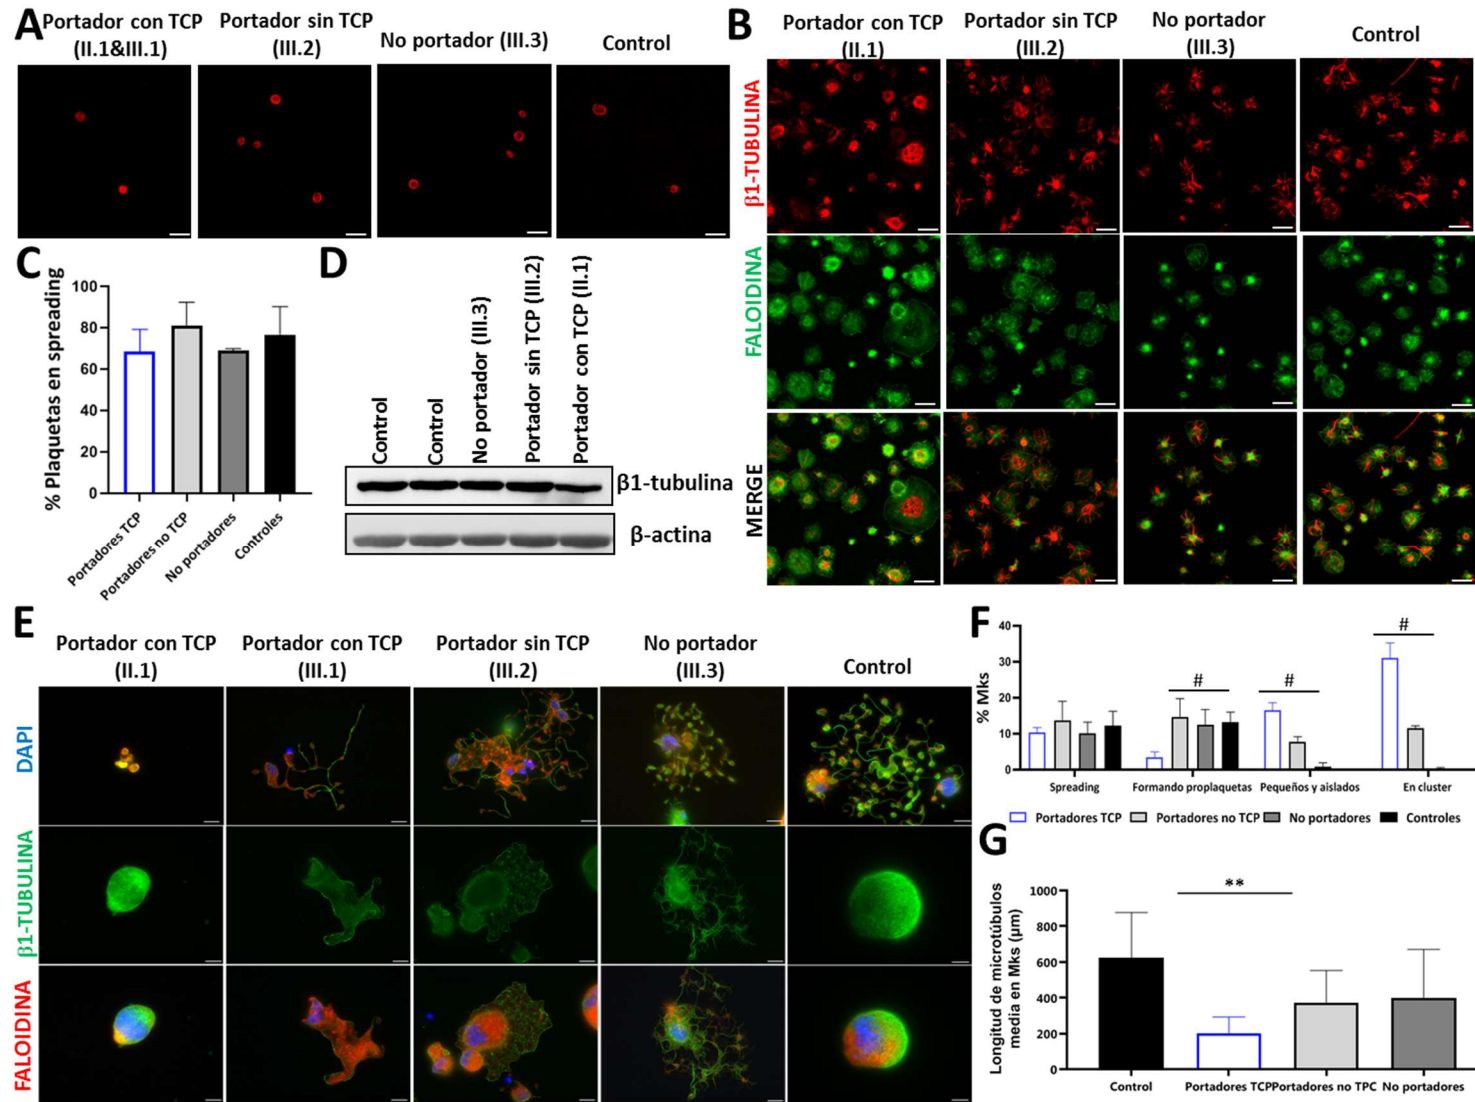 A
Portador con TCP
(II.1&III.1)
Portador sin TCP
(III.2)
No portador (III.3)
Control
B
Portador con TCP
(II.1)
Portador sin TCP
(III.2)
No portador
(III.3)
Control
β1-TUBULINA
FALOIDINA
MERGE
C
% Plaquetas en spreading
100
80
60
40
20
0
Portadores TCP
Portadores no TCP
No portadores
Controles
D
Control
Control
No portador (III.3)
Portador sin TCP (III.2)
Portador con TCP (II.1)
β1-tubulina
β-actina
E
Portador con TCP
(II.1)
Portador con TCP
(III.1)
Portador sin TCP
(III.2)
No portador
(III.3)
Control
DAPI
β1-TUBULINA
FALOIDINA
F
% Mks
40
30
20
10
0
#
#
#
Spreading
Formando proplaquetas
Pequeños y aislados
En cluster
Portadores TCP
Portadores no TCP
No portadores
Controles
G
Longitud de microtúbulos
media en Mks (µm)
1000
800
600
400
200
0
**
Control
Portadores TCP
Portadores no TPC
No portadores